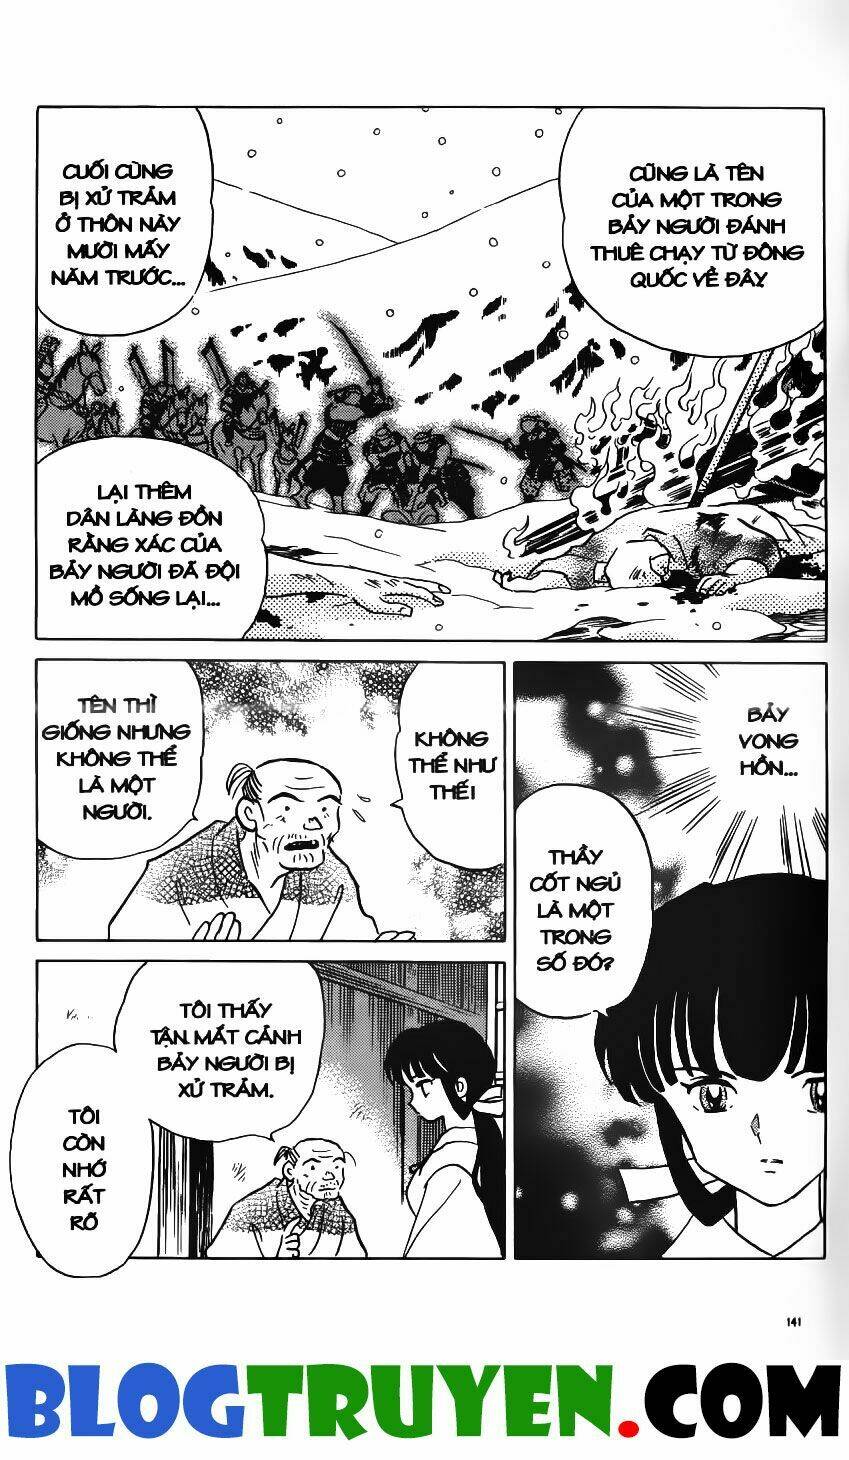 CŨNG LÀ TÊN
CỦA MỘT TRONG
BẢY NGƯỜI ĐÁNH
THUÊ CHẠY TỪ ĐÔNG
QUỐC VỀ ĐÂY.
CUỐI CÙNG
BỊ XỬ TRẢM
Ở THÔN NÀY
MƯỜI MẤY
NĂM TRƯỚC...
LẠI THÊM
DÂN LÀNG ĐỒN
RẰNG XÁC CỦA
BẢY NGƯỜI ĐÃ ĐỘI
MỒ SỐNG LẠI...
BẢY
VONG
HỒN...
THẦY
CỐT NGỦ
LÀ MỘT
TRONG
SỐ ĐÓ?
KHÔNG
THỂ NHƯ
THẾ!
TÊN THÌ
GIỐNG NHƯNG
KHÔNG THỂ
LÀ MỘT
NGƯỜI.
TÔI THẤY
TẬN MẮT CẢNH
BẢY NGƯỜI BỊ
XỬ TRẢM.
TÔI
CÒN
NHỚ
RẤT
RÕ
141
BLOGTRUYEN.COM